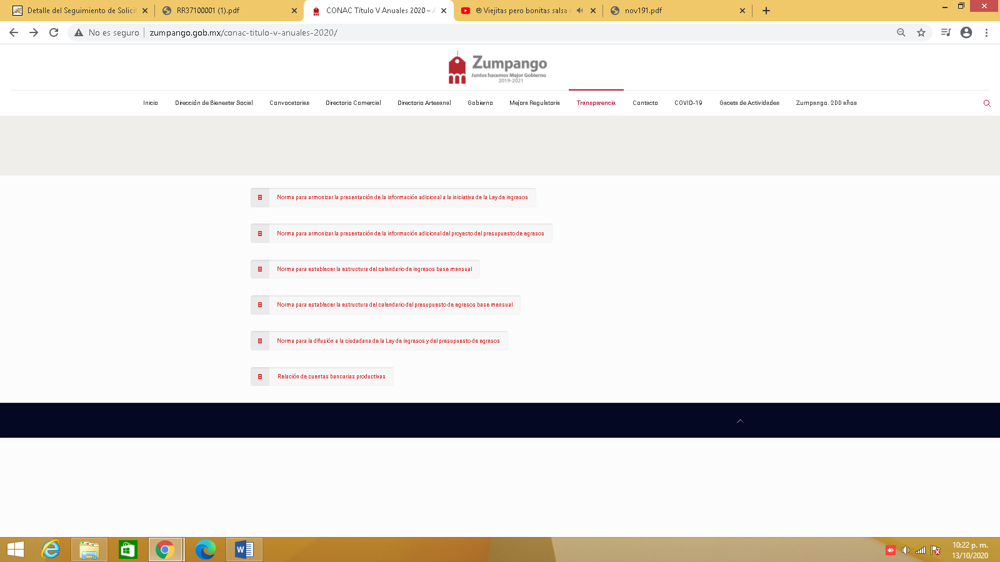 Detalle del Seguimiento de Solicit
RR37100001 (1).pdf
CONAC Título V Anuales 2020 – A
® Viejitas pero bonitas salsa
nov191.pdf
No es seguro
zumpango.gob.mx/conac-titulo-v-anuales-2020/
Zumpango
Juntos hacemos Mejor Gobierno
2019-2021
Inicio
Dirección de Bienestar Social
Convocatorias
Directorio Comercial
Directorio Artesanal
Gobierno
Mejora Regulatoria
Transparencia
Contacto
COVID-19
Gaceta de Actividades
Zumpango. 200 años
Norma para armonizar la presentación de la información adicional a la iniciativa de la Ley de ingresos
Norma para armonizar la presentación de la información adicional del proyecto del presupuesto de egresos
Norma para establecer la estructura del calendario de ingresos base mensual
Norma para establecer la estructura del calendario del presupuesto de egresos base mensual
Norma para la difusión a la ciudadana de la Ley de ingresos y del presupuesto de egresos
Relación de cuentas bancarias productivas
10:22 p. m.
13/10/2020